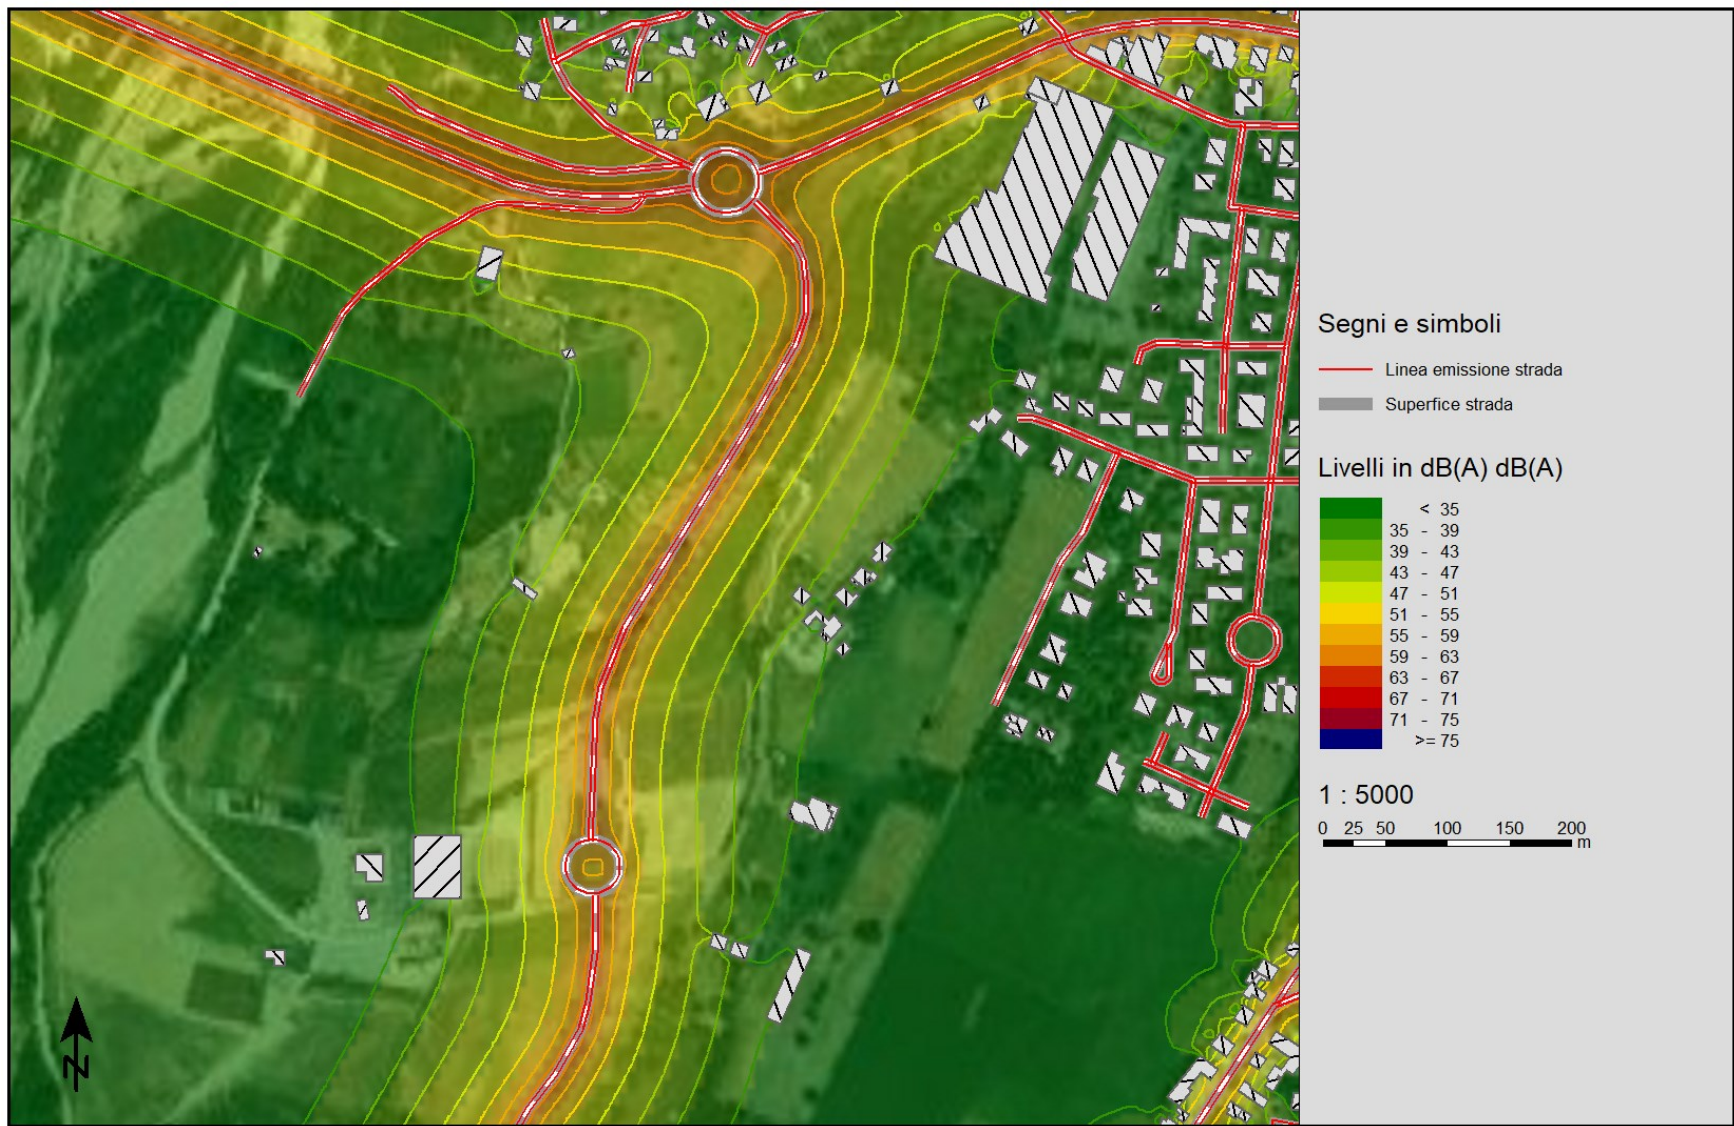 Segni e simboli
Linea emissione strada
Superfice strada
Livelli in dB(A) dB(A)
< 35
35 - 39
39 - 43
43 - 47
47 - 51
51 - 55
55 - 59
59 - 63
63 - 67
67 - 71
71 - 75
>= 75
1 : 5000
0 25 50 100 150 200
m
N